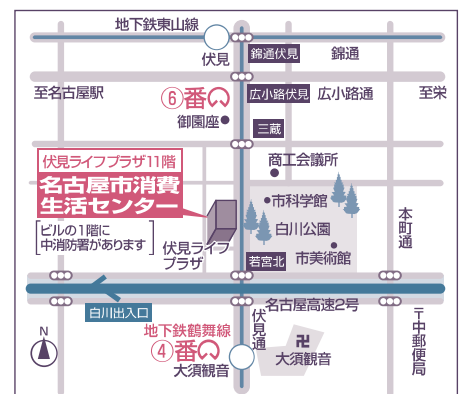 地下鉄東山線
伏見
錦通伏見
錦通
至名古屋駅
⑥番
広小路伏見
広小路通
至栄
御園座
三蔵
伏見ライフプラザ11階
名古屋市消費
生活センター
ビルの1階に
中消防署があります
商工会議所
市科学館
白川公園
市美術館
本町通
伏見ライフ
プラザ
若宮北
白川出入口
名古屋高速2号
伏見通
地下鉄鶴舞線
④番
大須観音
卍
大須観音
〒中郵便局
N